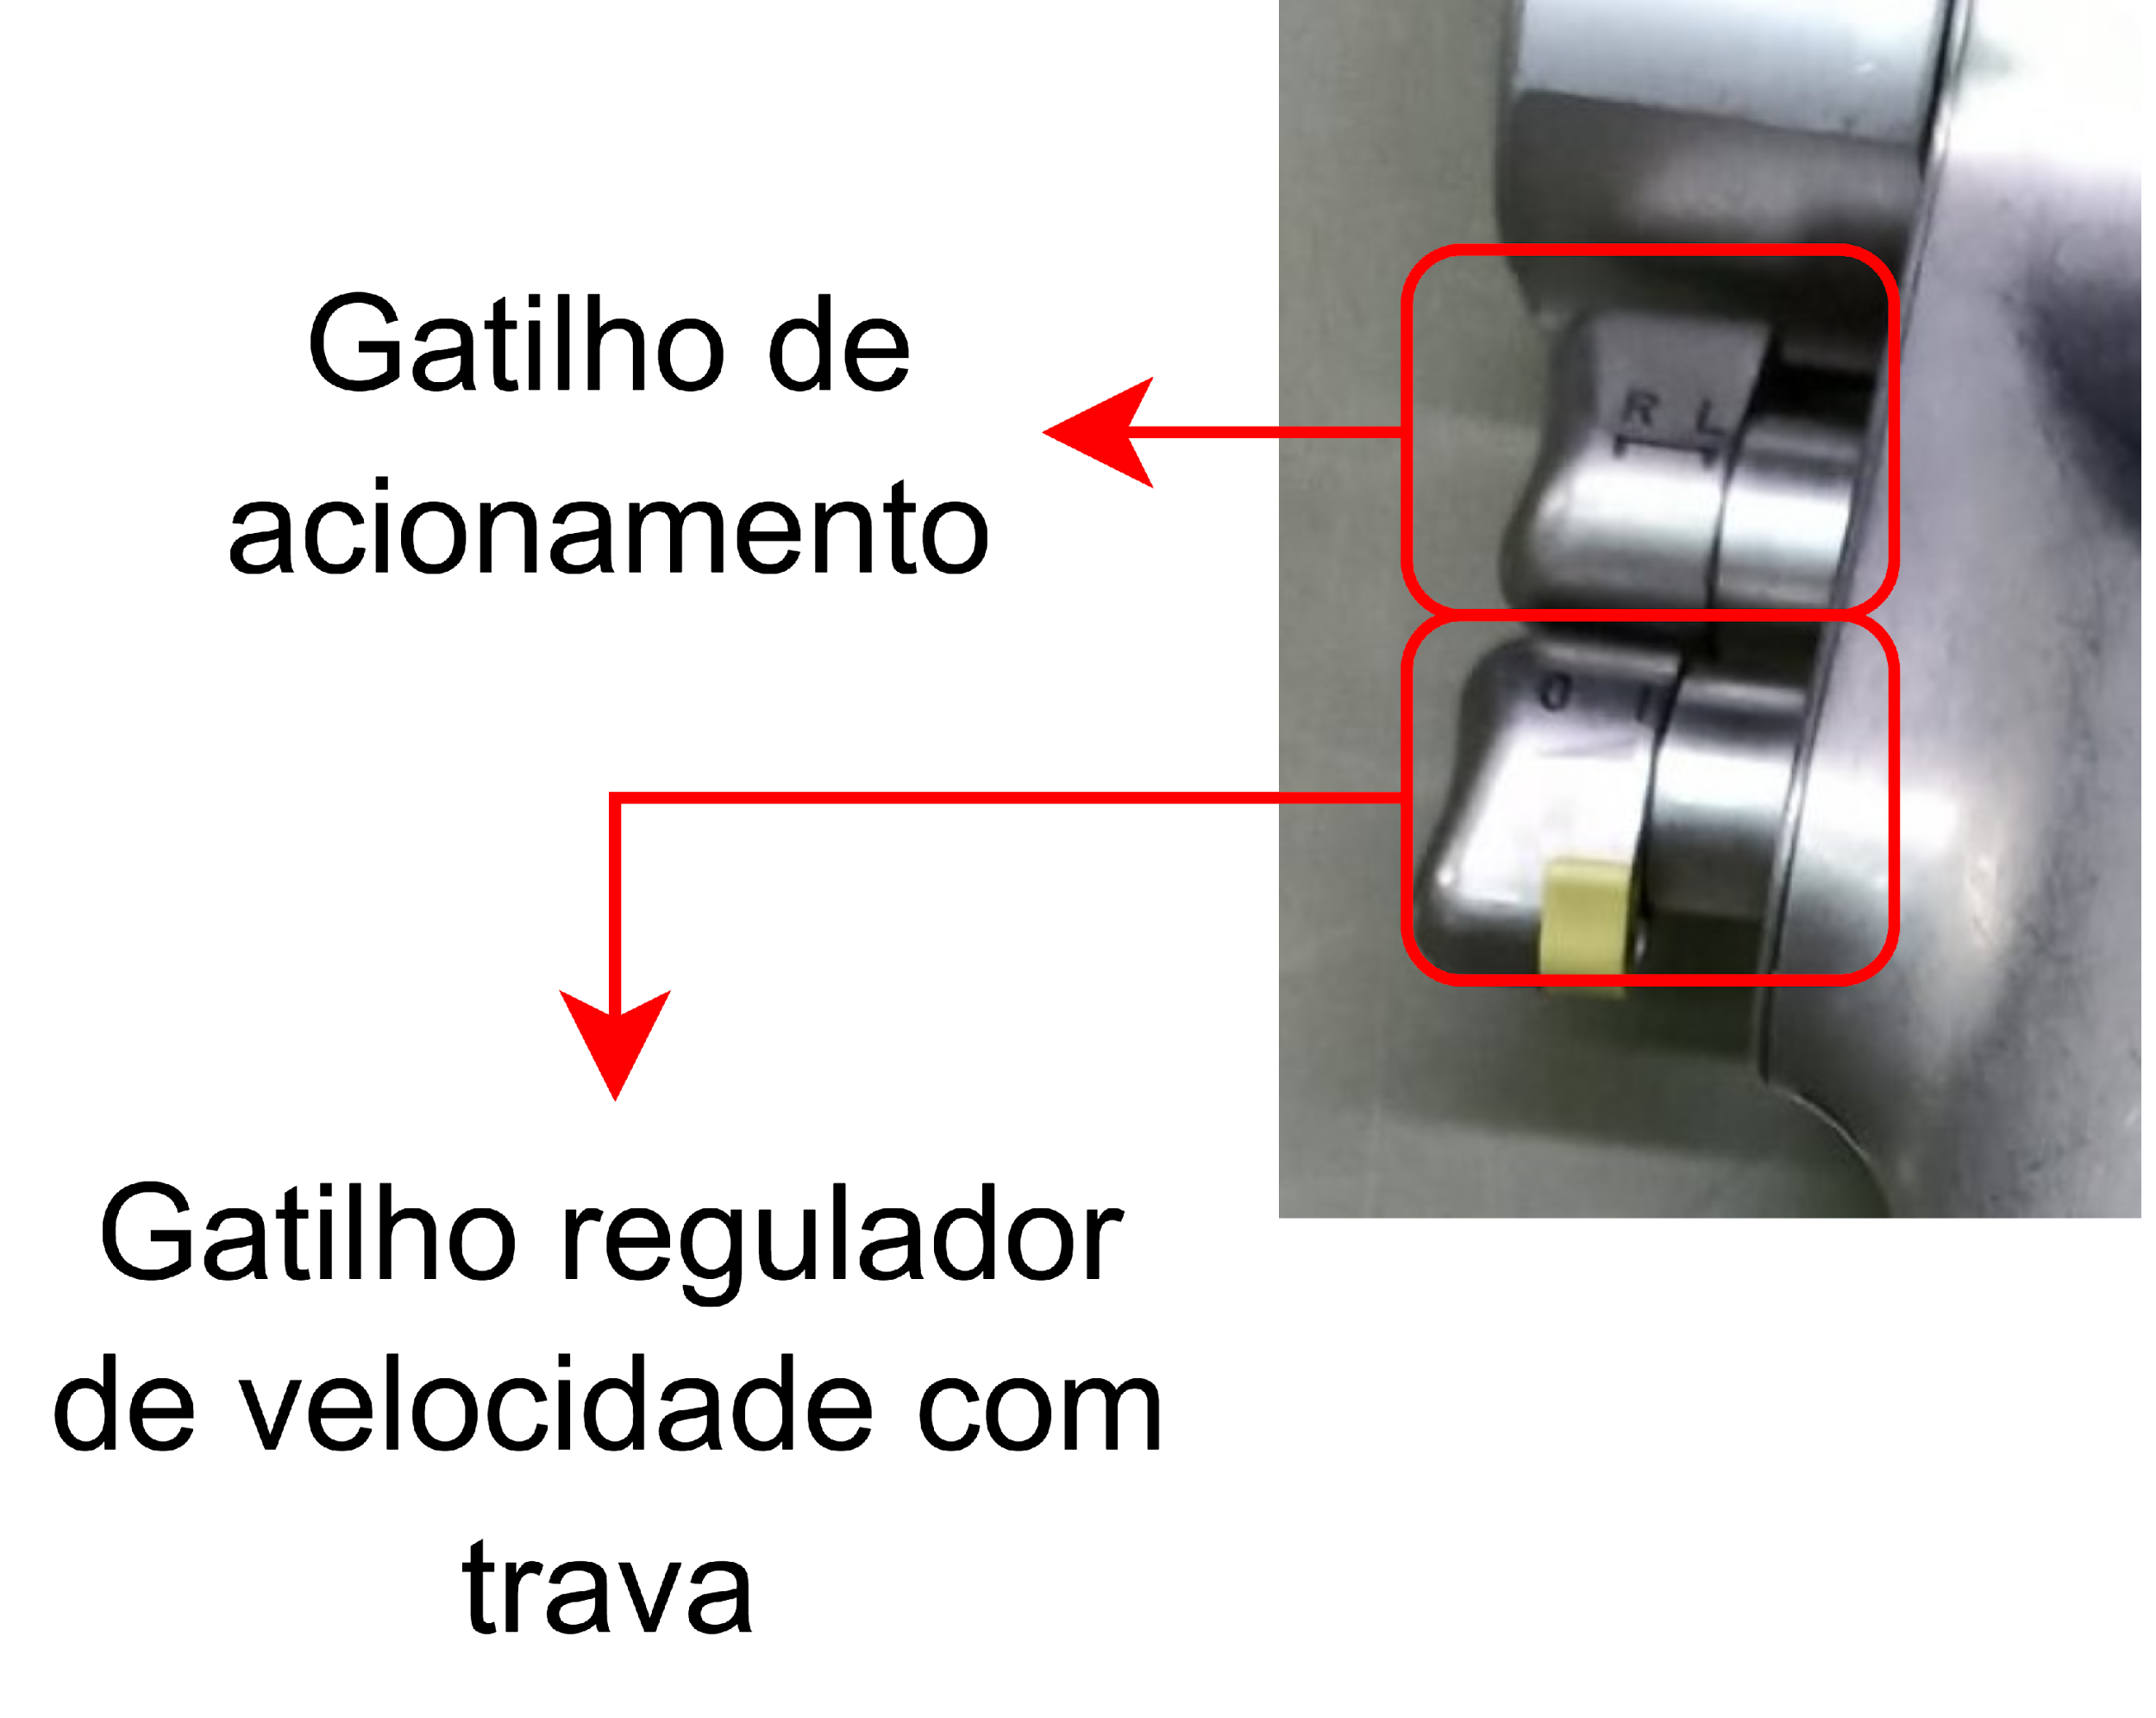 Gatilho de
acionamento
R L
0 I
Gatilho regulador
de velocidade com
trava